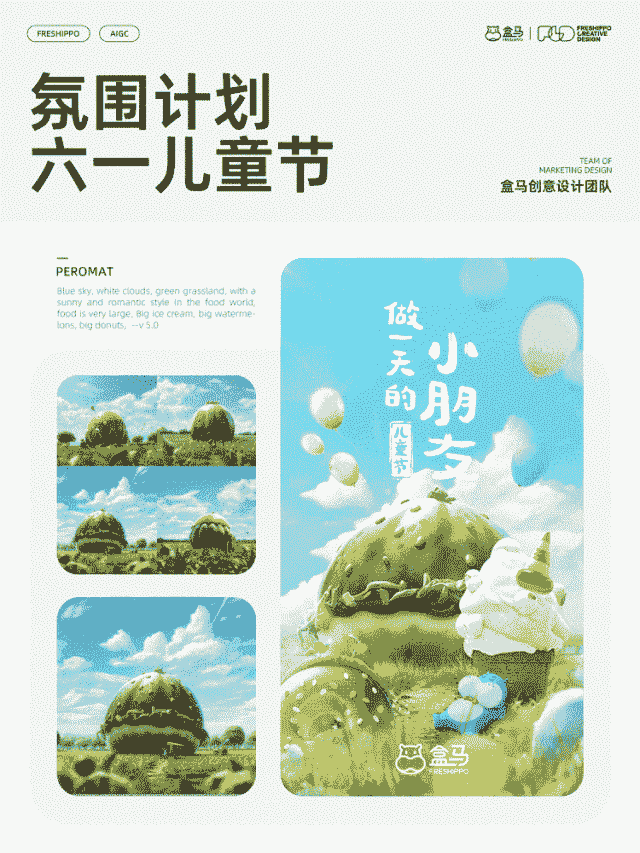 FRESHIPPO
AIGC
盒马
FRESHIPPO
FRESHIPPO
CREATIVE
DESIGN
氛围计划
六一儿童节
TEAM OF
MARKETING DESIGN
盒马创意设计团队
PEROMAT
Blue sky, white clouds, green grassland, with a
sunny and romantic style in the food world,
food is very large. Big ice cream, big waterme-
lons, big donuts, --v 5.0
做一天的
小朋友
儿童节
盒马
FRESHIPPO